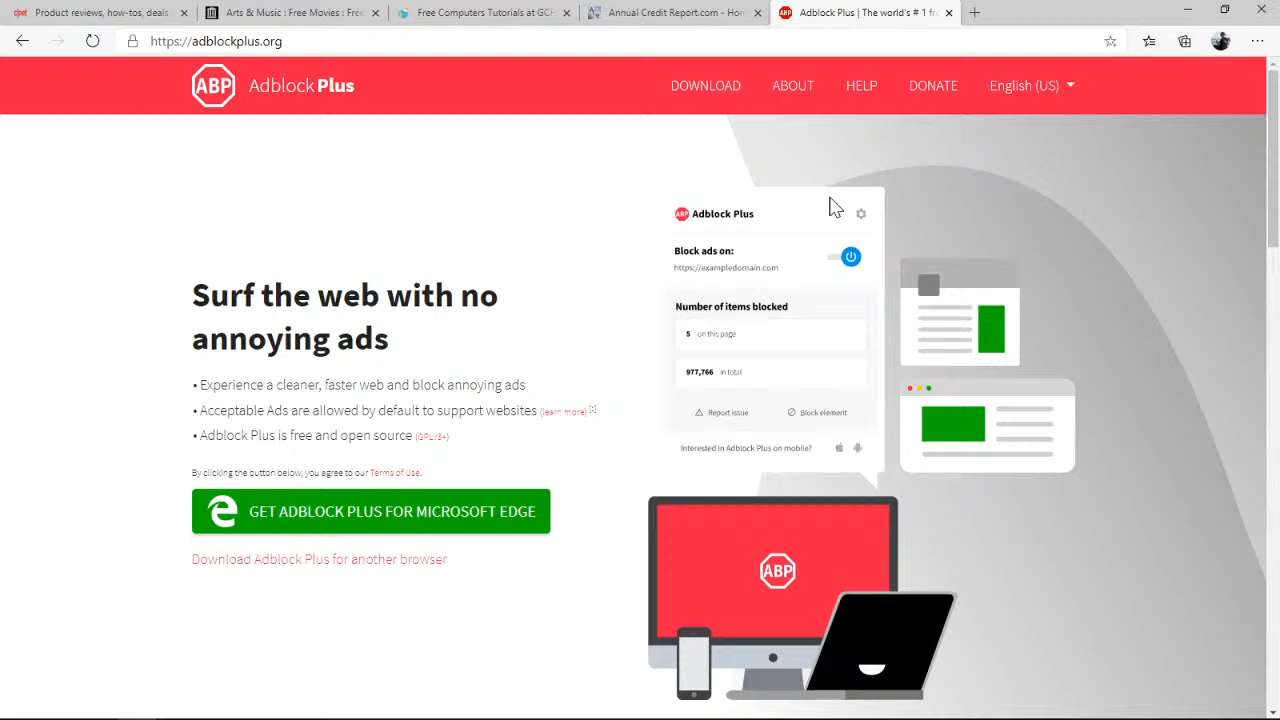 c|net Product reviews, how-tos, deals
Arts & Music : Free Movies : Free
Free Computers Tutorials at GCF
Annual Credit Report.com - Hom
ABP Adblock Plus | The world's # 1 fr
https://adblockplus.org
ABP Adblock Plus
DOWNLOAD ABOUT HELP DONATE English (US)
ABP Adblock Plus
Block ads on:
https://exampledomain.com
Number of items blocked
5 on this page
977,766 in total
Report issue Block element
Interested in Adblock Plus on mobile?
Surf the web with no
annoying ads
• Experience a cleaner, faster web and block annoying ads
• Acceptable Ads are allowed by default to support websites (learn more)
• Adblock Plus is free and open source (GPLv3+)
By clicking the button below, you agree to our Terms of Use.
GET ADBLOCK PLUS FOR MICROSOFT EDGE
Download Adblock Plus for another browser
ABP